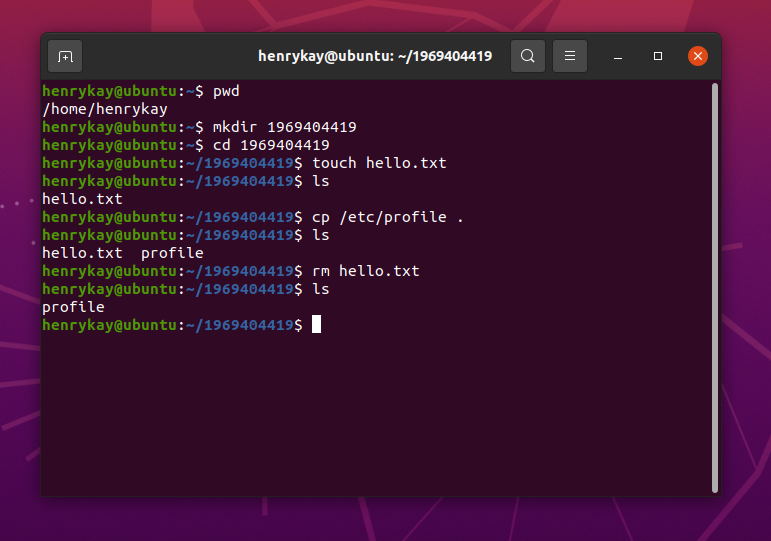 henrykay@ubuntu: ~/1969404419
henrykay@ubuntu:~$ pwd
/home/henrykay
henrykay@ubuntu:~$ mkdir 1969404419
henrykay@ubuntu:~$ cd 1969404419
henrykay@ubuntu:~/1969404419$ touch hello.txt
henrykay@ubuntu:~/1969404419$ ls
hello.txt
henrykay@ubuntu:~/1969404419$ cp /etc/profile .
henrykay@ubuntu:~/1969404419$ ls
hello.txt  profile
henrykay@ubuntu:~/1969404419$ rm hello.txt
henrykay@ubuntu:~/1969404419$ ls
profile
henrykay@ubuntu:~/1969404419$